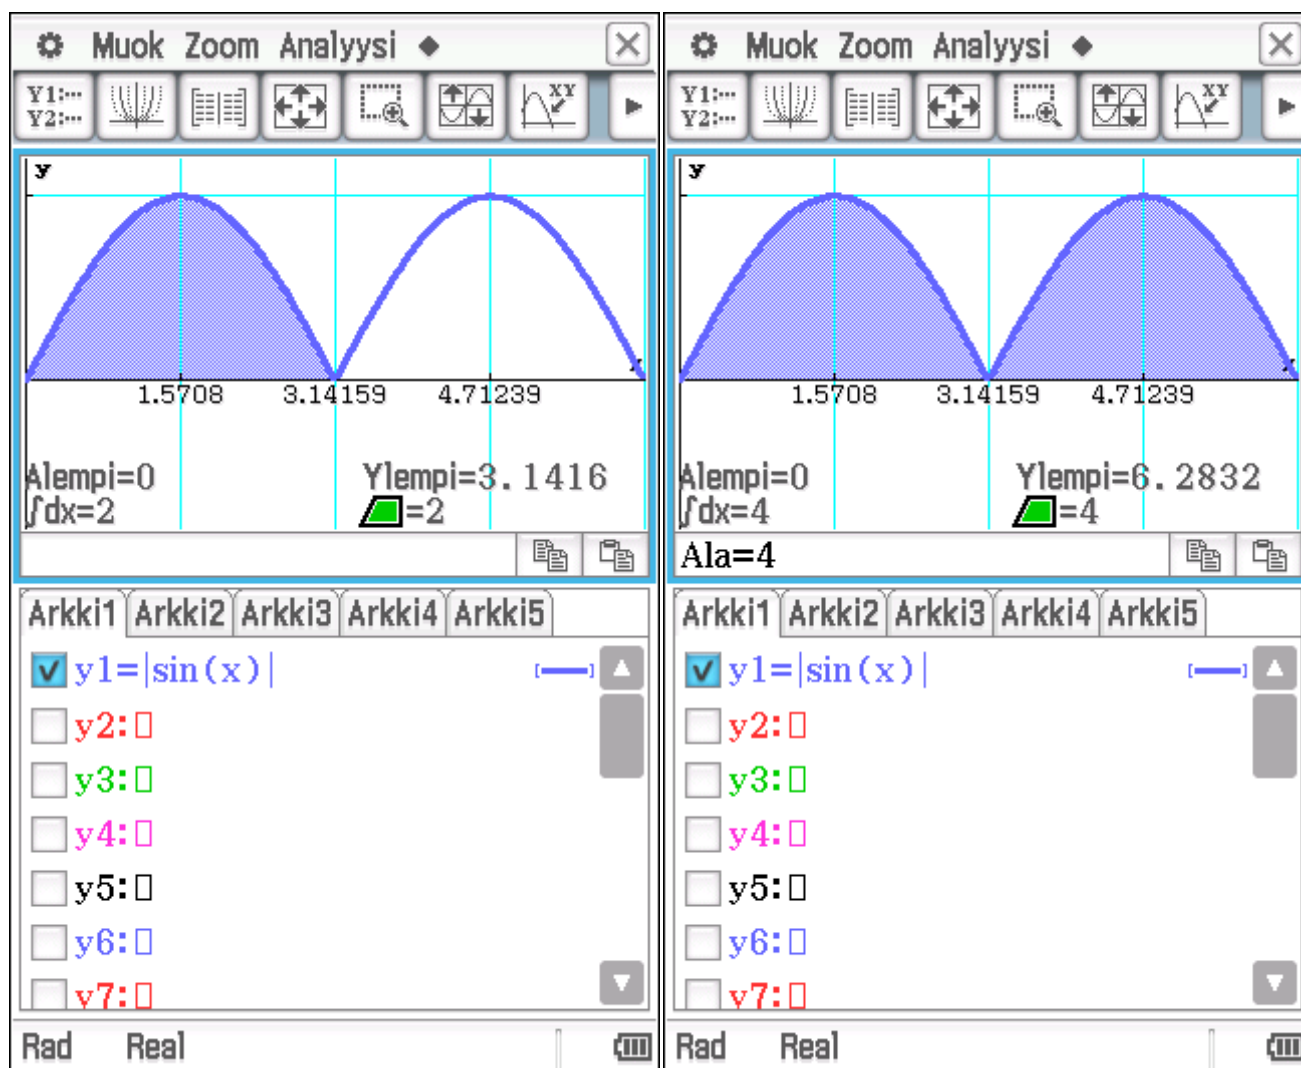 Muok Zoom Analyysi
Y1:···
Y2:···
XY
y
x
1.5708 3.14159 4.71239
Alempi=0 Ylempi=3.1416
∫dx=2 =2
Arkki1 Arkki2 Arkki3 Arkki4 Arkki5
y1=|sin(x)|
y2:
y3:
y4:
y5:
y6:
y7:
Rad Real
Muok Zoom Analyysi
Y1:···
Y2:···
XY
y
x
1.5708 3.14159 4.71239
Alempi=0 Ylempi=6.2832
∫dx=4 =4
Ala=4
Arkki1 Arkki2 Arkki3 Arkki4 Arkki5
y1=|sin(x)|
y2:
y3:
y4:
y5:
y6:
y7:
Rad Real